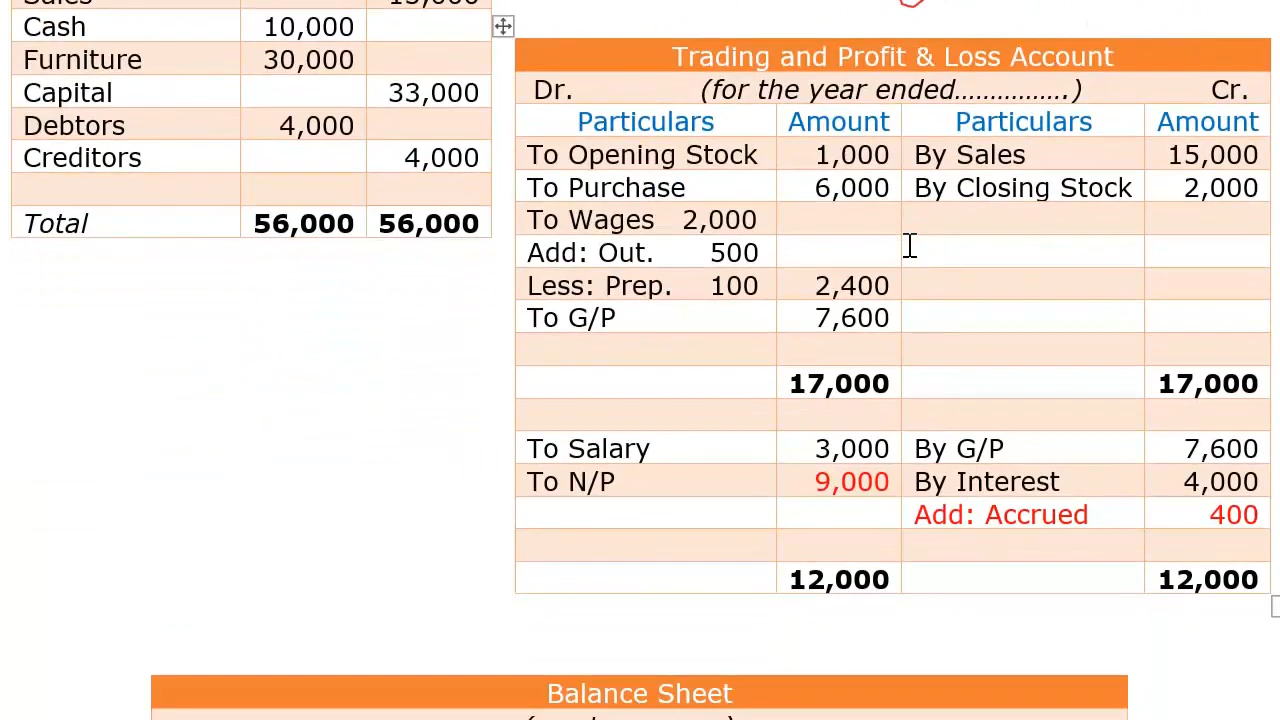 Sales 15,000
Cash 10,000
Furniture 30,000
Capital 33,000
Debtors 4,000
Creditors 4,000
Total 56,000 56,000
Trading and Profit & Loss Account
Dr. (for the year ended…………….) Cr.
Particulars Amount Particulars Amount
To Opening Stock 1,000 By Sales 15,000
To Purchase 6,000 By Closing Stock 2,000
To Wages 2,000
Add: Out. 500
Less: Prep. 100 2,400
To G/P 7,600
17,000 17,000
To Salary 3,000 By G/P 7,600
To N/P 9,000 By Interest 4,000
Add: Accrued 400
12,000 12,000
Balance Sheet